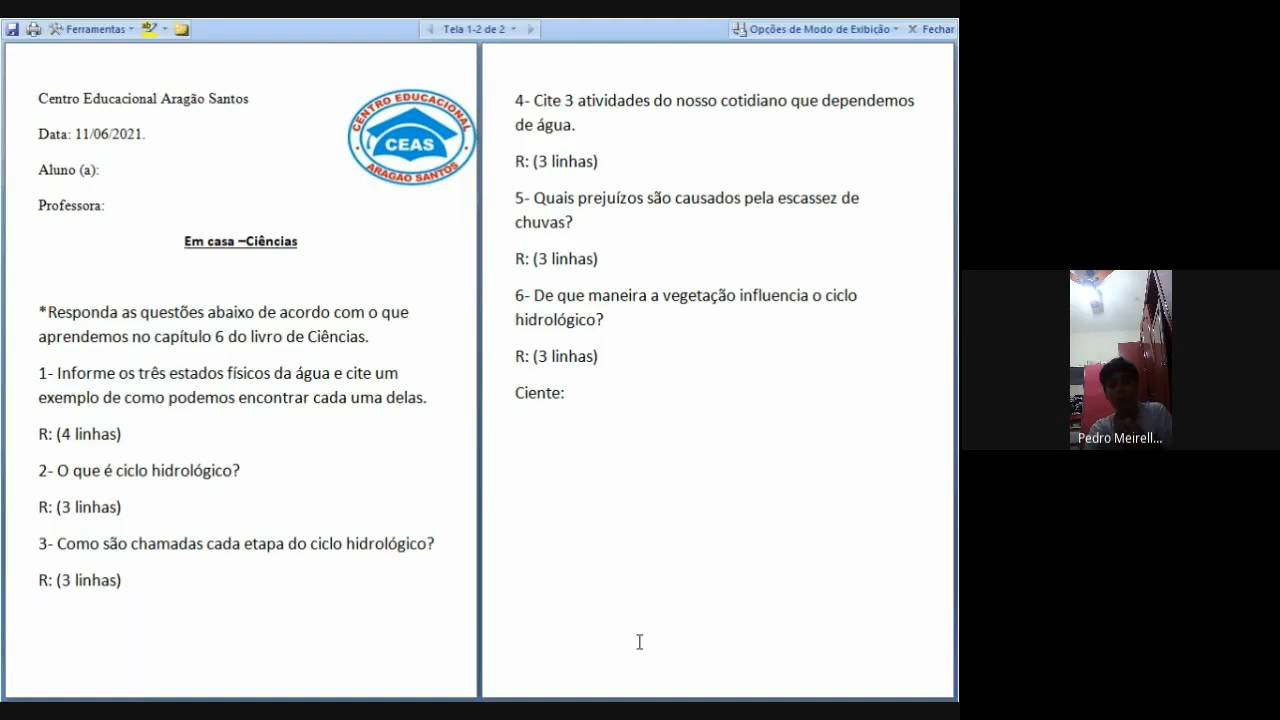 Ferramentas
Tela 1-2 de 2
Opções de Modo de Exibição
Fechar
Centro Educacional Aragão Santos
Data: 11/06/2021.
Aluno (a):
Professora:
CENTRO EDUCACIONAL
CEAS
ARAGÃO SANTOS
Em casa –Ciências
*Responda as questões abaixo de acordo com o que
aprendemos no capítulo 6 do livro de Ciências.
1- Informe os três estados físicos da água e cite um
exemplo de como podemos encontrar cada uma delas.
R: (4 linhas)
2- O que é ciclo hidrológico?
R: (3 linhas)
3- Como são chamadas cada etapa do ciclo hidrológico?
R: (3 linhas)
4- Cite 3 atividades do nosso cotidiano que dependemos
de água.
R: (3 linhas)
5- Quais prejuízos são causados pela escassez de
chuvas?
R: (3 linhas)
6- De que maneira a vegetação influencia o ciclo
hidrológico?
R: (3 linhas)
Ciente:
Pedro Meirell...